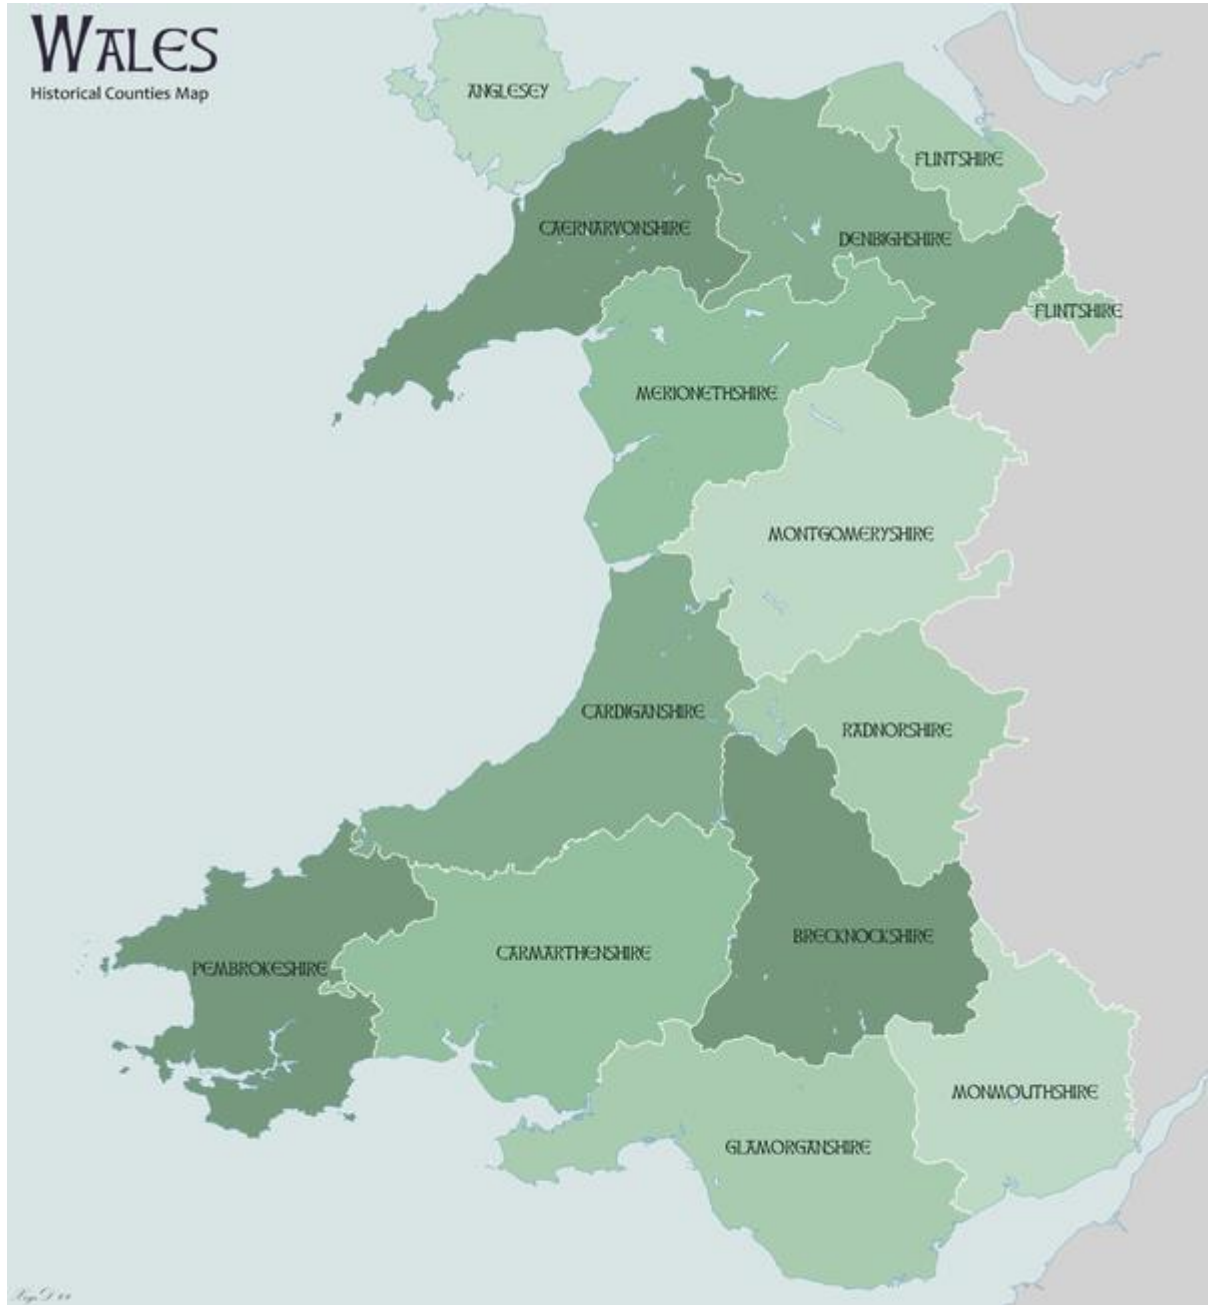 WALES
Historical Counties Map
ANGLESEY
FLINTSHIRE
CAERNARVONSHIRE
DENBIGHSHIRE
FLINTSHIRE
MERIONETHSHIRE
MONTGOMERYSHIRE
CARDIGANSHIRE
RADNORSHIRE
BRECKNOCKSHIRE
CARMARTHENSHIRE
PEMBROKESHIRE
MONMOUTHSHIRE
GLAMORGANSHIRE